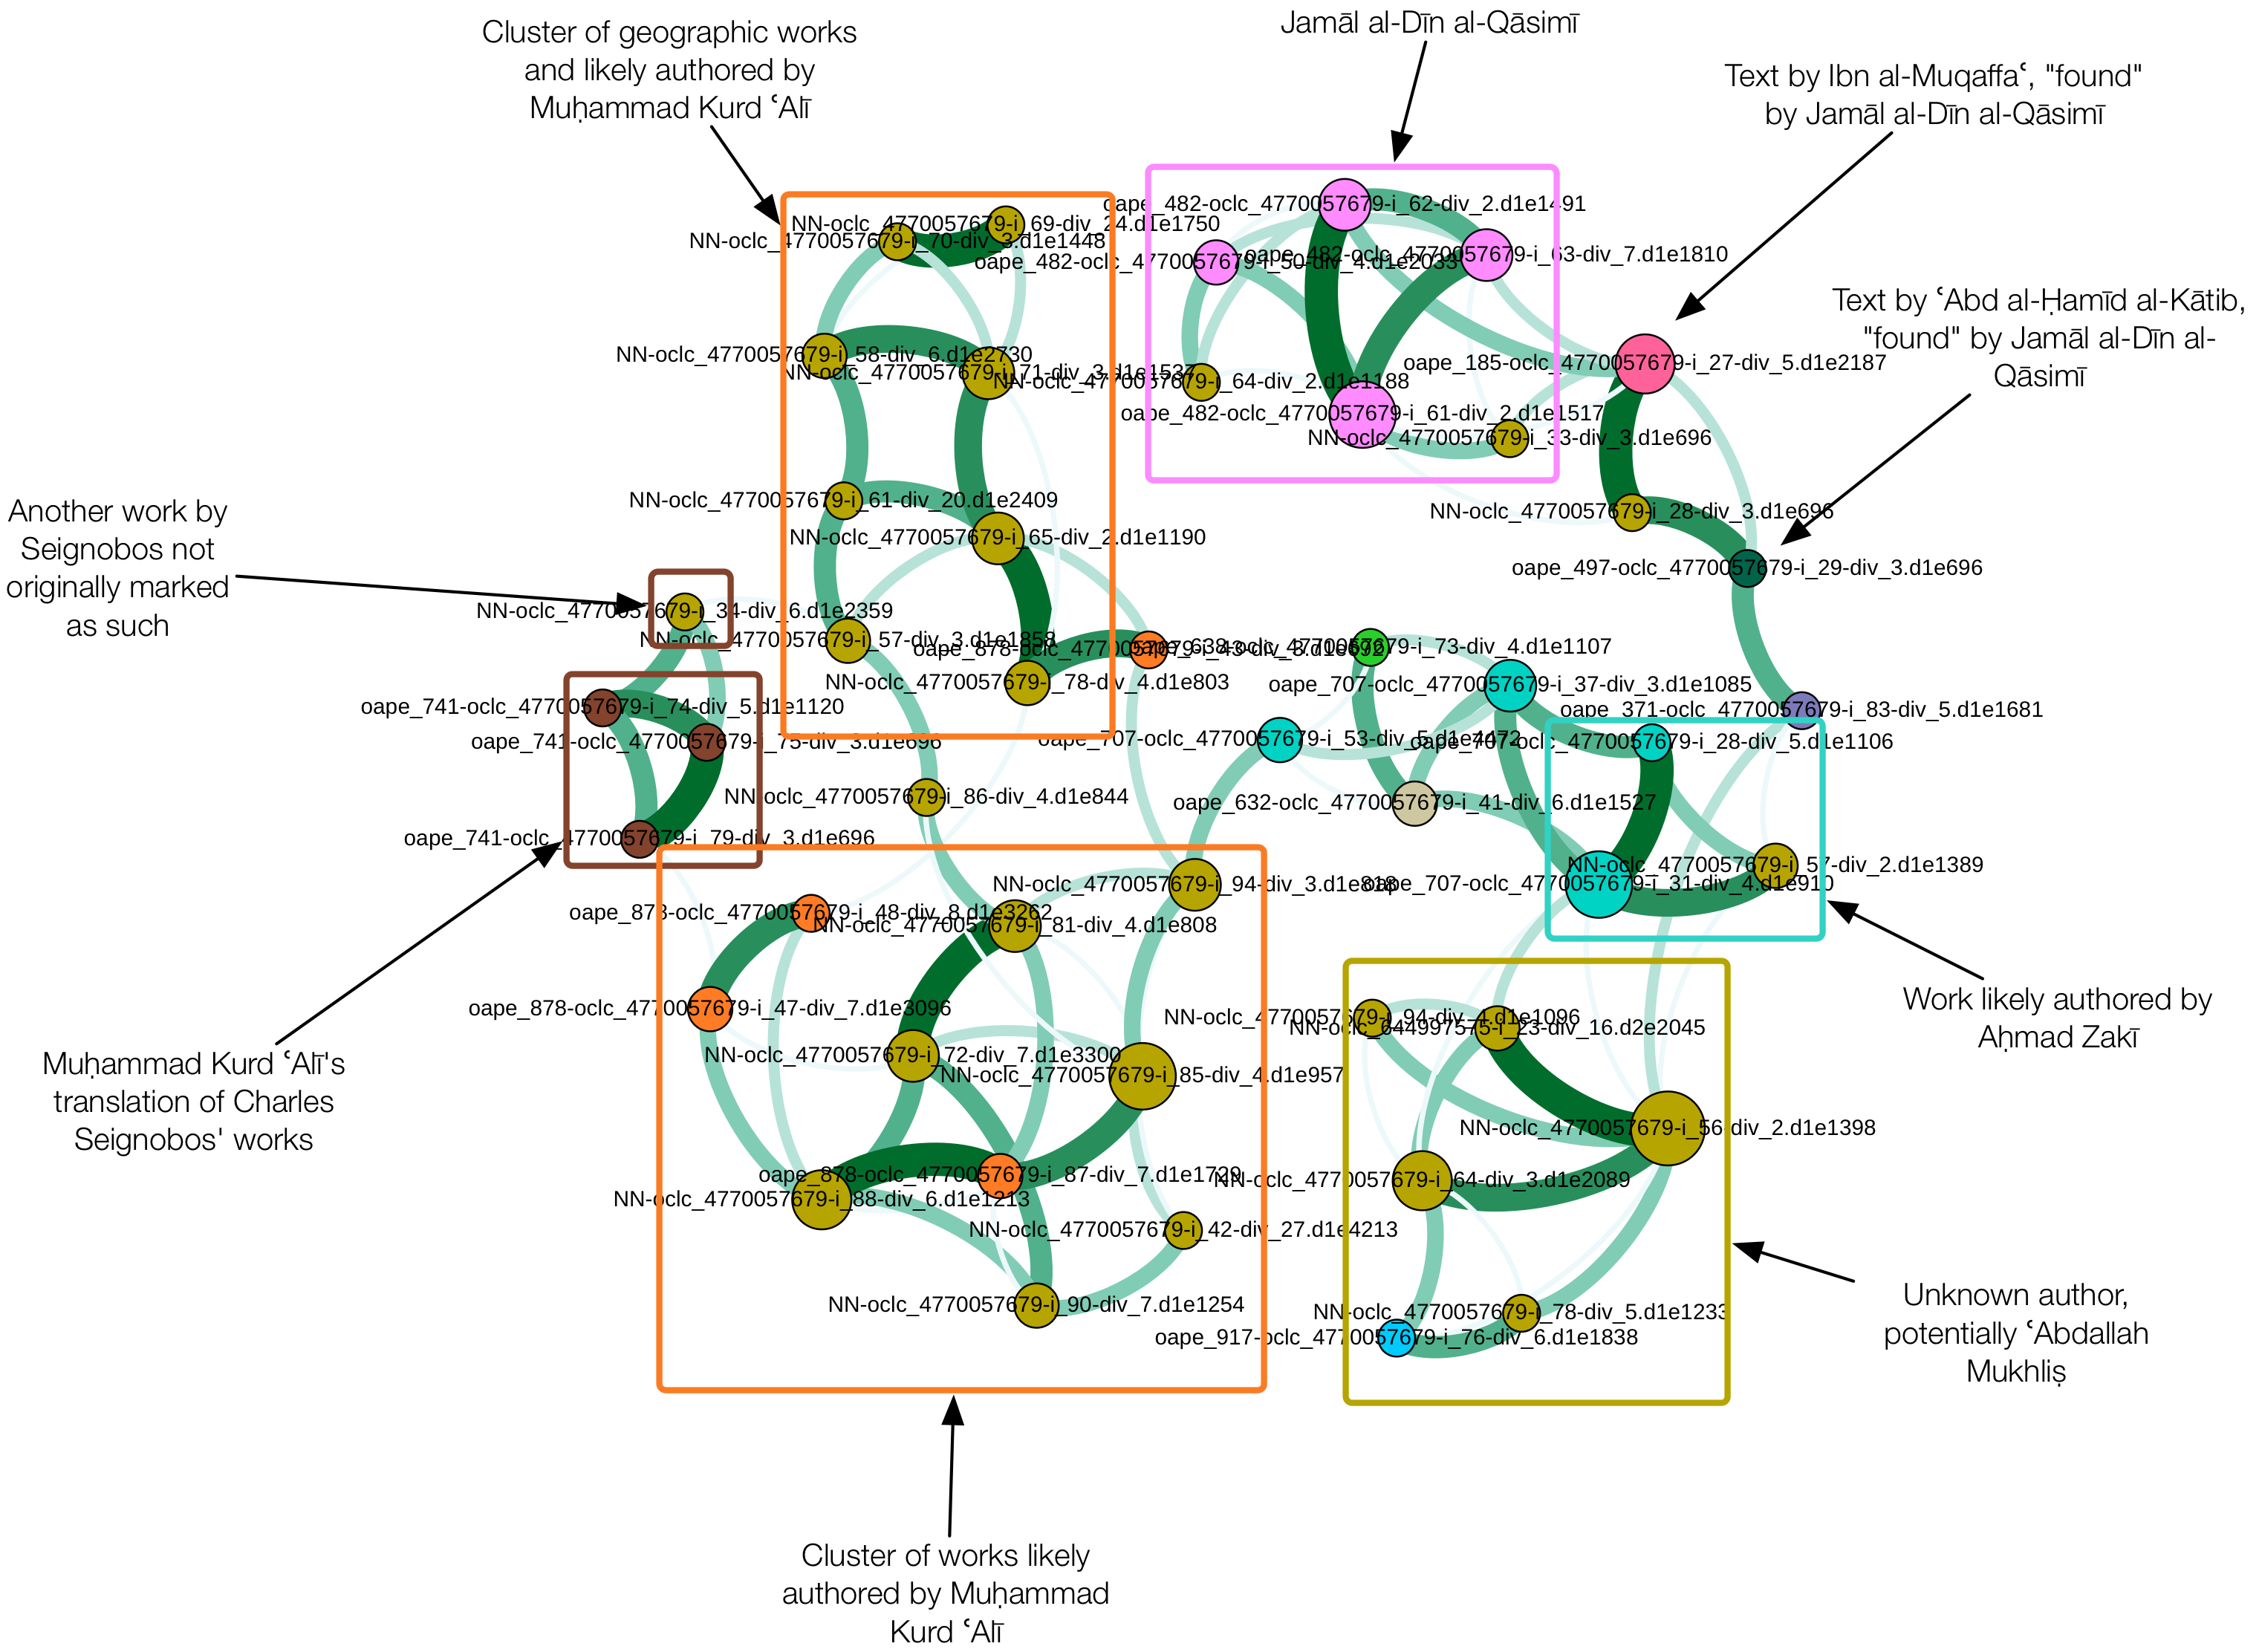 Cluster of geographic works
and likely authored by
Muḥammad Kurd ʿAlī
Jamāl al-Dīn al-Qāsimī
Text by Ibn al-Muqaffaʿ, "found"
by Jamāl al-Dīn al-Qāsimī
Text by ʿAbd al-Ḥamīd al-Kātib,
"found" by Jamāl al-Dīn al-
Qāsimī
Another work by
Seignobos not
originally marked
as such
Muḥammad Kurd ʿAlī's
translation of Charles
Seignobos' works
Work likely authored by
Aḥmad Zakī
Unknown author,
potentially ʿAbdallah
Mukhliṣ
Cluster of works likely
authored by Muḥammad
Kurd ʿAlī
NN-oclc_4770057679-i_69-div_24.d1e1750
NN-oclc_4770057679-i_70-div_3.d1e1448
oape_482-oclc_4770057679-i_62-div_2.d1e1491
oape_482-oclc_4770057679-i_63-div_7.d1e1810
oape_482-oclc_4770057679-i_50-div_4.d1e2033
NN-oclc_4770057679-i_58-div_6.d1e2730
NN-oclc_4770057679-i_71-div_3.d1e1537
NN-oclc_4770057679-i_64-div_2.d1e1188
oape_185-oclc_4770057679-i_27-div_5.d1e2187
oape_482-oclc_4770057679-i_61-div_2.d1e1517
NN-oclc_4770057679-i_33-div_3.d1e696
NN-oclc_4770057679-i_61-div_20.d1e2409
NN-oclc_4770057679-i_28-div_3.d1e696
NN-oclc_4770057679-i_65-div_2.d1e1190
oape_497-oclc_4770057679-i_29-div_3.d1e696
NN-oclc_4770057679-i_34-div_6.d1e2359
NN-oclc_4770057679-i_57-div_3.d1e1858
oape_878-oclc_4770057679-i_43-div_3.d1e692
oape_638-oclc_4770057679-i_73-div_4.d1e1107
NN-oclc_4770057679-i_78-div_4.d1e803
oape_707-oclc_4770057679-i_37-div_3.d1e1085
oape_741-oclc_4770057679-i_74-div_5.d1e1120
oape_371-oclc_4770057679-i_83-div_5.d1e1681
oape_741-oclc_4770057679-i_75-div_3.d1e696
oape_707-oclc_4770057679-i_53-div_5.d1e4472
oape_707-oclc_4770057679-i_28-div_5.d1e1106
NN-oclc_4770057679-i_86-div_4.d1e844
oape_632-oclc_4770057679-i_41-div_6.d1e1527
oape_741-oclc_4770057679-i_79-div_3.d1e696
NN-oclc_4770057679-i_57-div_2.d1e1389
NN-oclc_4770057679-i_94-div_3.d1e818
oape_707-oclc_4770057679-i_31-div_4.d1e910
oape_878-oclc_4770057679-i_48-div_8.d1e3262
NN-oclc_4770057679-i_81-div_4.d1e808
oape_878-oclc_4770057679-i_47-div_7.d1e3096
NN-oclc_4770057679-i_94-div_4.d1e1096
NN-oclc_644997575-i_23-div_16.d2e2045
NN-oclc_4770057679-i_72-div_7.d1e3300
NN-oclc_4770057679-i_85-div_4.d1e957
NN-oclc_4770057679-i_56-div_2.d1e1398
oape_878-oclc_4770057679-i_87-div_7.d1e1729
NN-oclc_4770057679-i_64-div_3.d1e2089
NN-oclc_4770057679-i_88-div_6.d1e1213
NN-oclc_4770057679-i_42-div_27.d1e4213
NN-oclc_4770057679-i_90-div_7.d1e1254
NN-oclc_4770057679-i_78-div_5.d1e1233
oape_917-oclc_4770057679-i_76-div_6.d1e1838